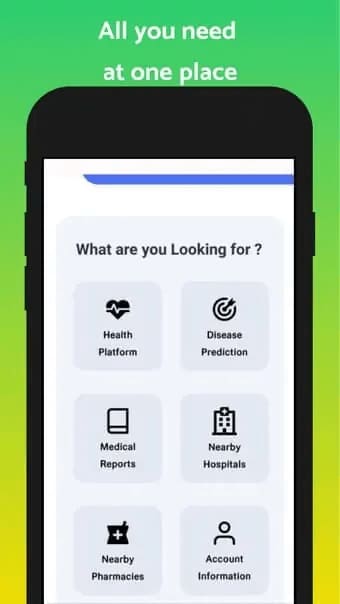 All you need
at one place
What are you Looking for ?
Health
Platform
Disease
Prediction
Medical
Reports
Nearby
Hospitals
Nearby
Pharmacies
Account
Information